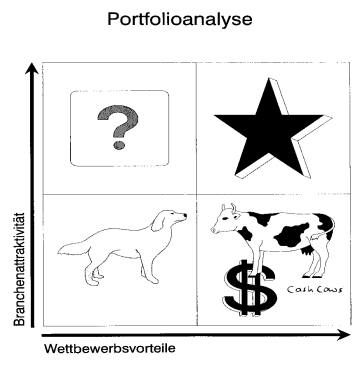 Portfolioanalyse
?
Branchenattraktivität
$
Cash Cows
Wettbewerbsvorteile